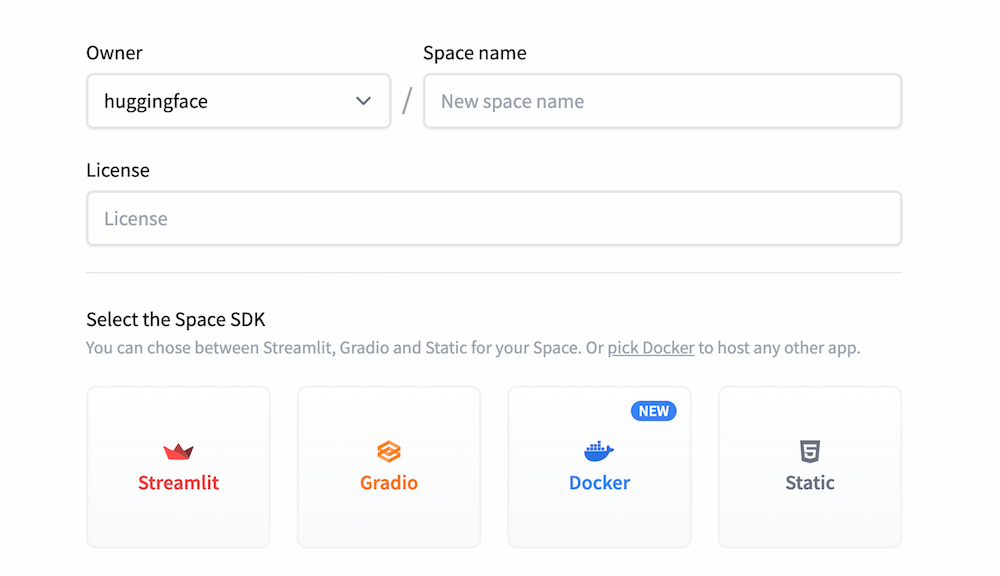 Owner
Space name
huggingface
/
New space name
License
License
Select the Space SDK
You can chose between Streamlit, Gradio and Static for your Space. Or pick Docker to host any other app.
NEW
Streamlit
Gradio
Docker
Static